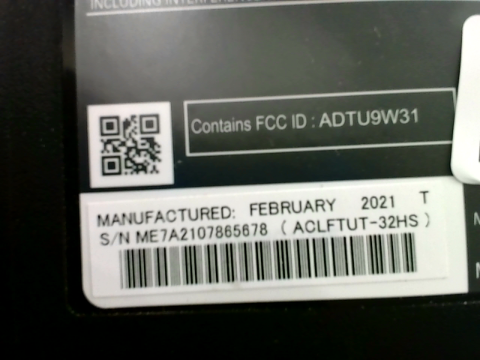 Contains FCC ID : ADTU9W31
MANUFACTURED: FEBRUARY 2021 T
S/N ME7A2107865678 ( ACLFTUT-32HS )